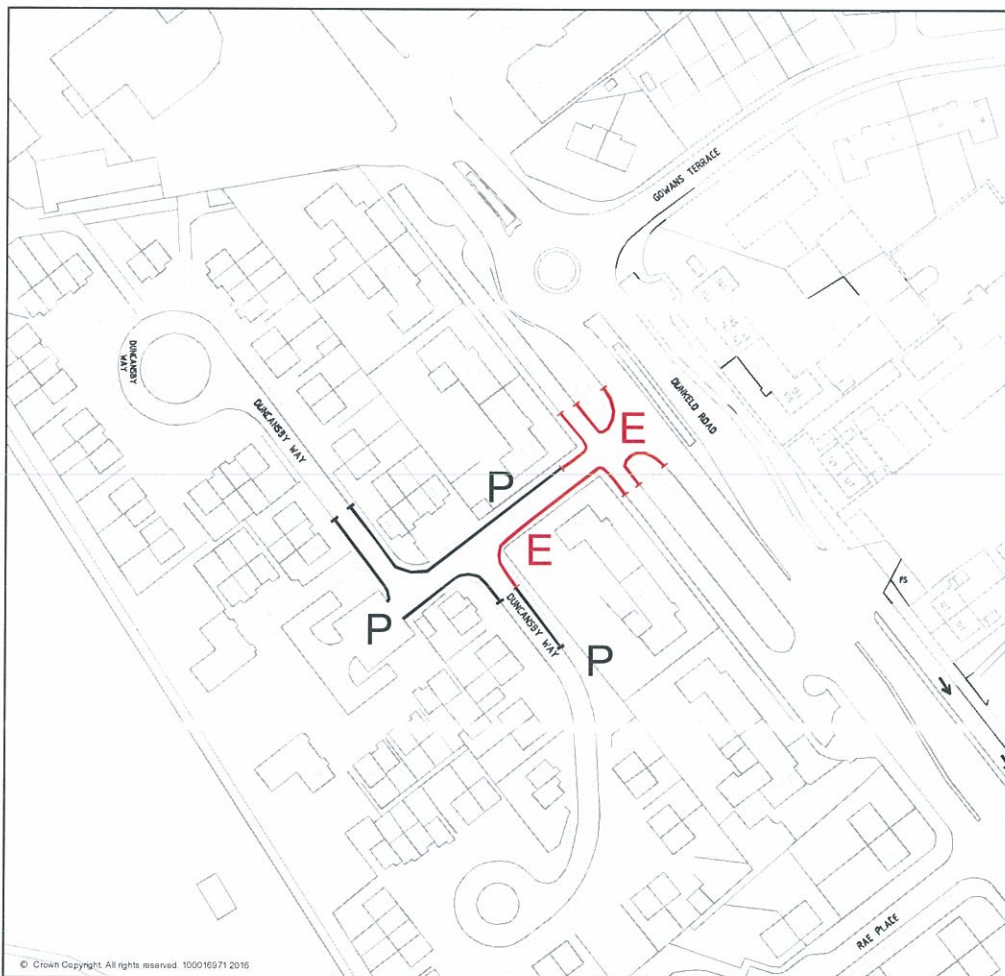 GOWANS TERRACE
DUNCANSBY
WAY
DUNCANSBY WAY
DUNKELD ROAD
E
P
E
PS
P
DUNCANSBY WAY
P
RAE PLACE
© Crown Copyright. All rights reserved. 100016971 2016